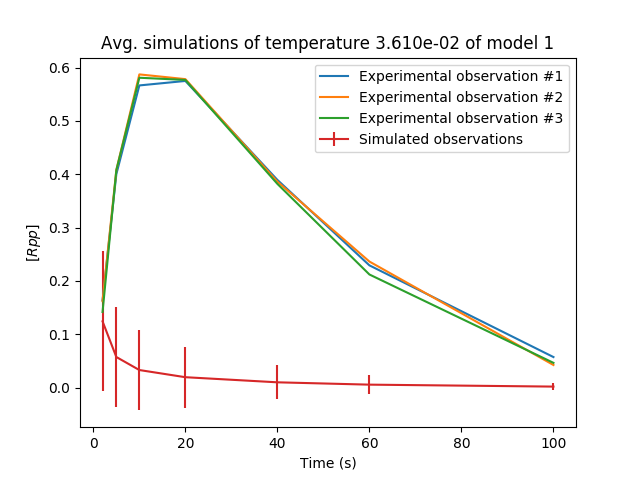 Avg. simulations of temperature 3.610e-02 of model 1
Experimental observation #1
Experimental observation #2
Experimental observation #3
Simulated observations
[Rpp]
0.6
0.5
0.4
0.3
0.2
0.1
0.0
0 20 40 60 80 100
Time (s)